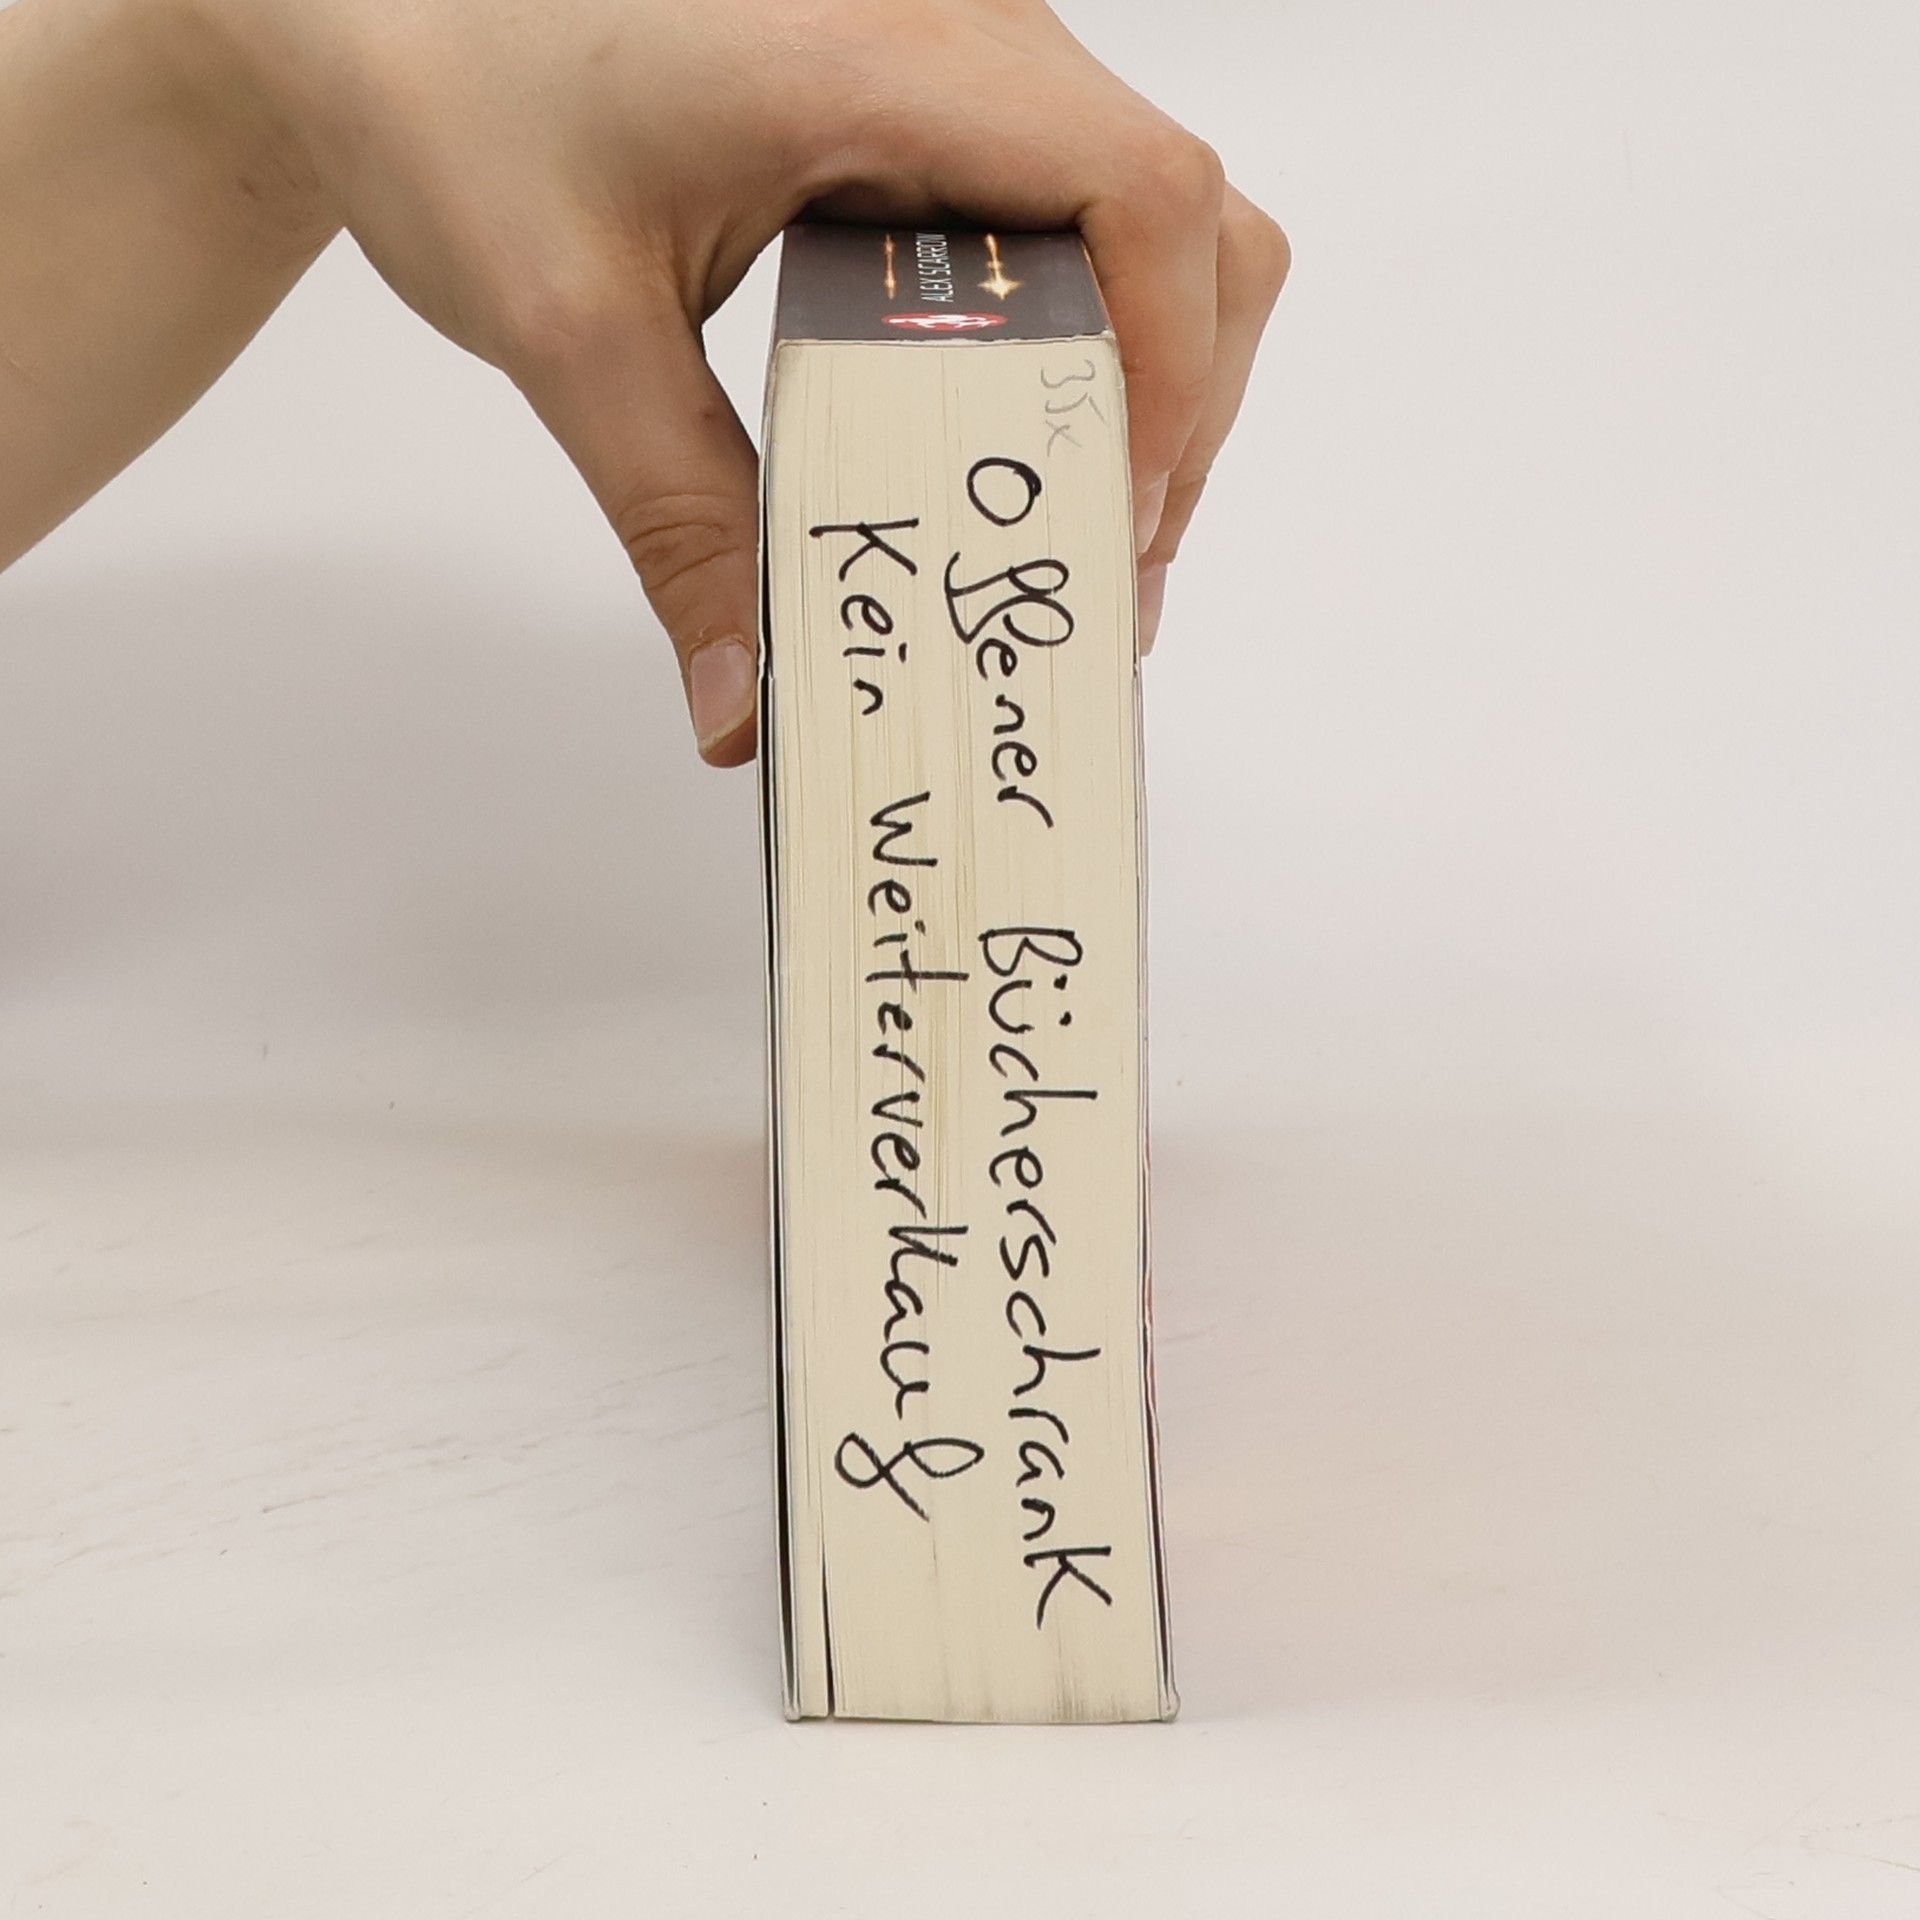 ALEX SCARROW
35x
Offener Bücherschrank
Kein Weiterverkauf